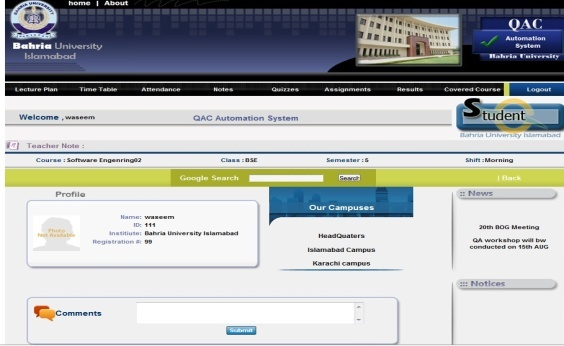 home | About
BAHRIA UNIVERSITY
Bahria University
Islamabad
QAC
Automation
System
Bahria University
Lecture Plan Time Table Attendance Notes Quizzes Assignments Results Covered Course Logout
Welcome , waseem
QAC Automation System
Student
Bahria University Islamabad
Teacher Note :
Course : Software Engenring02 Class : BSE Semester : 5 Shift :Morning
Google Search Search | Back
Profile
Photo
Not Available
Name: waseem
ID: 111
Institiute: Bahria University Islamabad
Registration #: 99
Our Campuses
HeadQuaters
Islamabad Campus
Karachi campus
:: News
20th BOG Meeting
QA workshop will bw
conducted on 15th AUG
::: Notices
Comments
Submit